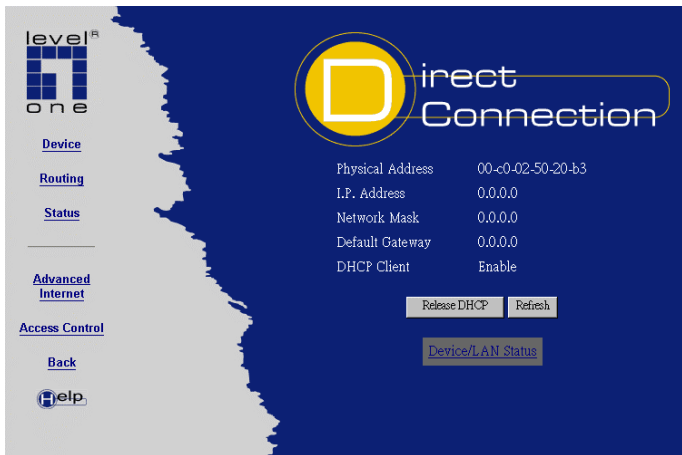 level®
one
Device
Routing
Status
Advanced
Internet
Access Control
Back
Help
Direct
Connection
Physical Address 00-c0-02-50-20-b3
I.P. Address 0.0.0.0
Network Mask 0.0.0.0
Default Gateway 0.0.0.0
DHCP Client Enable
Release DHCP Refresh
Device/LAN Status